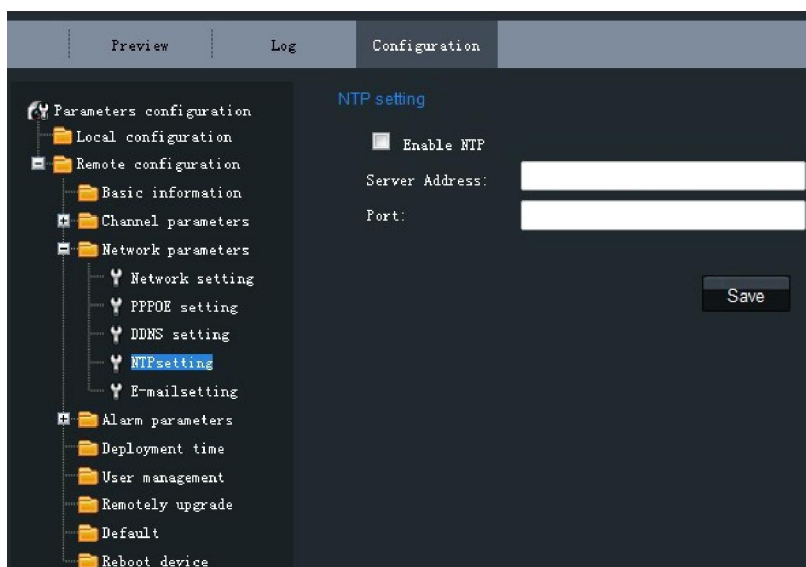 Preview Log Configuration
Parameters configuration
Local configuration
Remote configuration
Basic information
Channel parameters
Network parameters
Network setting
PPPOE setting
DDNS setting
NTPsetting
E-mailsetting
Alarm parameters
Deployment time
User management
Remotely upgrade
Default
Reboot device
NTP setting
Enable NTP
Server Address:
Port:
Save